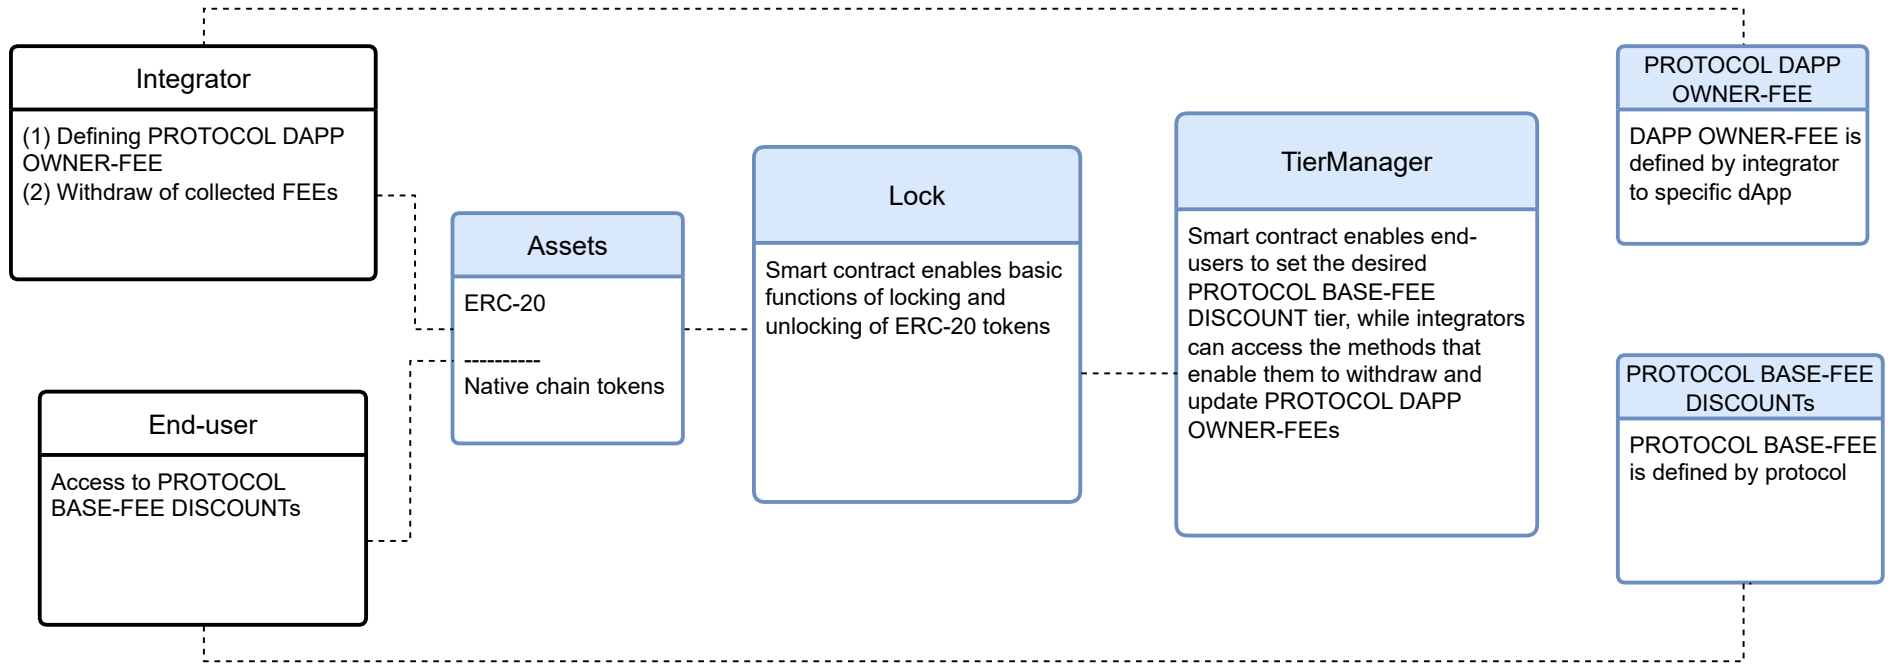 Integrator
(1) Defining PROTOCOL DAPP
OWNER-FEE
(2) Withdraw of collected FEEs
End-user
Access to PROTOCOL
BASE-FEE DISCOUNTs
Assets
ERC-20
----------
Native chain tokens
Lock
Smart contract enables basic
functions of locking and
unlocking of ERC-20 tokens
TierManager
Smart contract enables end-
users to set the desired
PROTOCOL BASE-FEE
DISCOUNT tier, while integrators
can access the methods that
enable them to withdraw and
update PROTOCOL DAPP
OWNER-FEEs
PROTOCOL DAPP
OWNER-FEE
DAPP OWNER-FEE is
defined by integrator
to specific dApp
PROTOCOL BASE-FEE
DISCOUNTs
PROTOCOL BASE-FEE
is defined by protocol